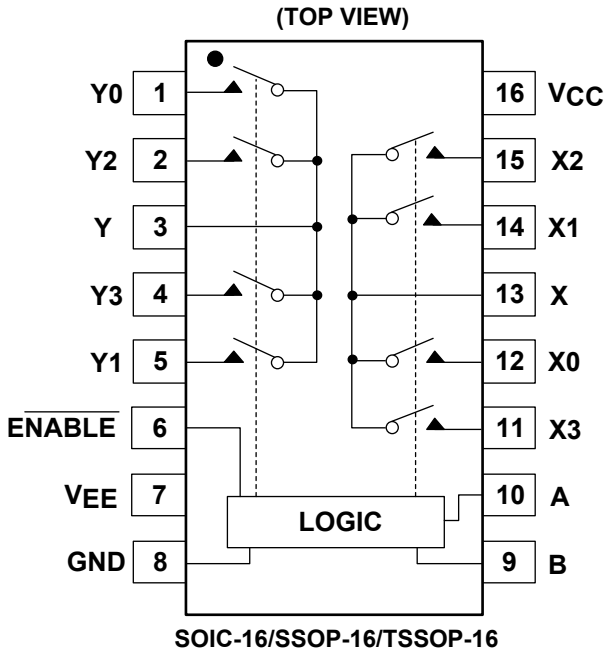 (TOP VIEW)
Y0 1
16 VCC
Y2 2
15 X2
Y 3
14 X1
Y3 4
13 X
Y1 5
12 X0
ENABLE 6
11 X3
VEE 7
10 A
LOGIC
GND 8
9 B
SOIC-16/SSOP-16/TSSOP-16